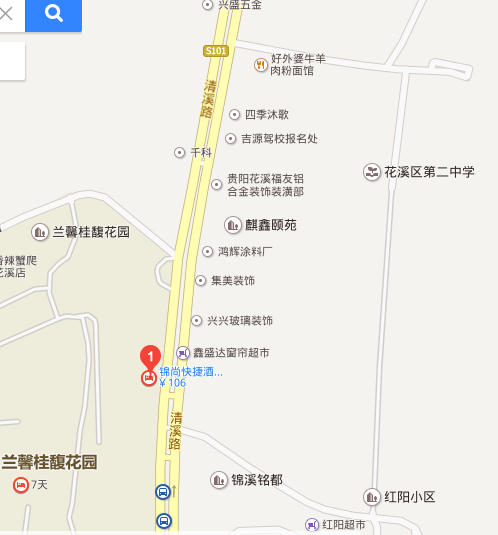 兴盛五金
S101
好外婆牛羊
肉粉面馆
清溪路
四季沐歌
吉源驾校报名处
千科
花溪区第二中学
贵阳花溪福友铝
合金装饰装潢部
麒鑫颐苑
兰馨桂馥花园
鸿辉涂料厂
香辣蟹爬
花溪店
集美装饰
兴兴玻璃装饰
鑫盛达窗帘超市
1
锦尚快捷酒...
￥106
清溪路
兰馨桂馥花园
7天
锦溪铭都
红阳小区
红阳超市